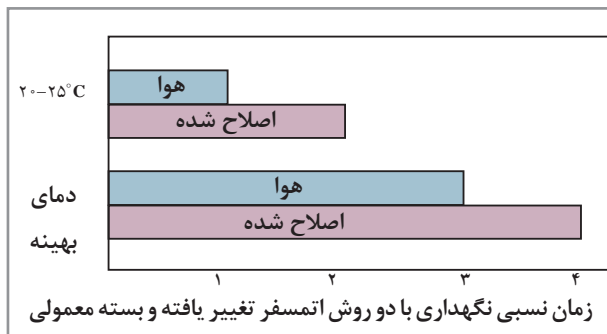 ۲۰–۲۵°C
هوا
اصلاح شده
دمای
بهینه
هوا
اصلاح شده
۱ ۲ ۳ ۴
زمان نسبی نگهداری با دو روش اتمسفر تغییر یافته و بسته معمولی